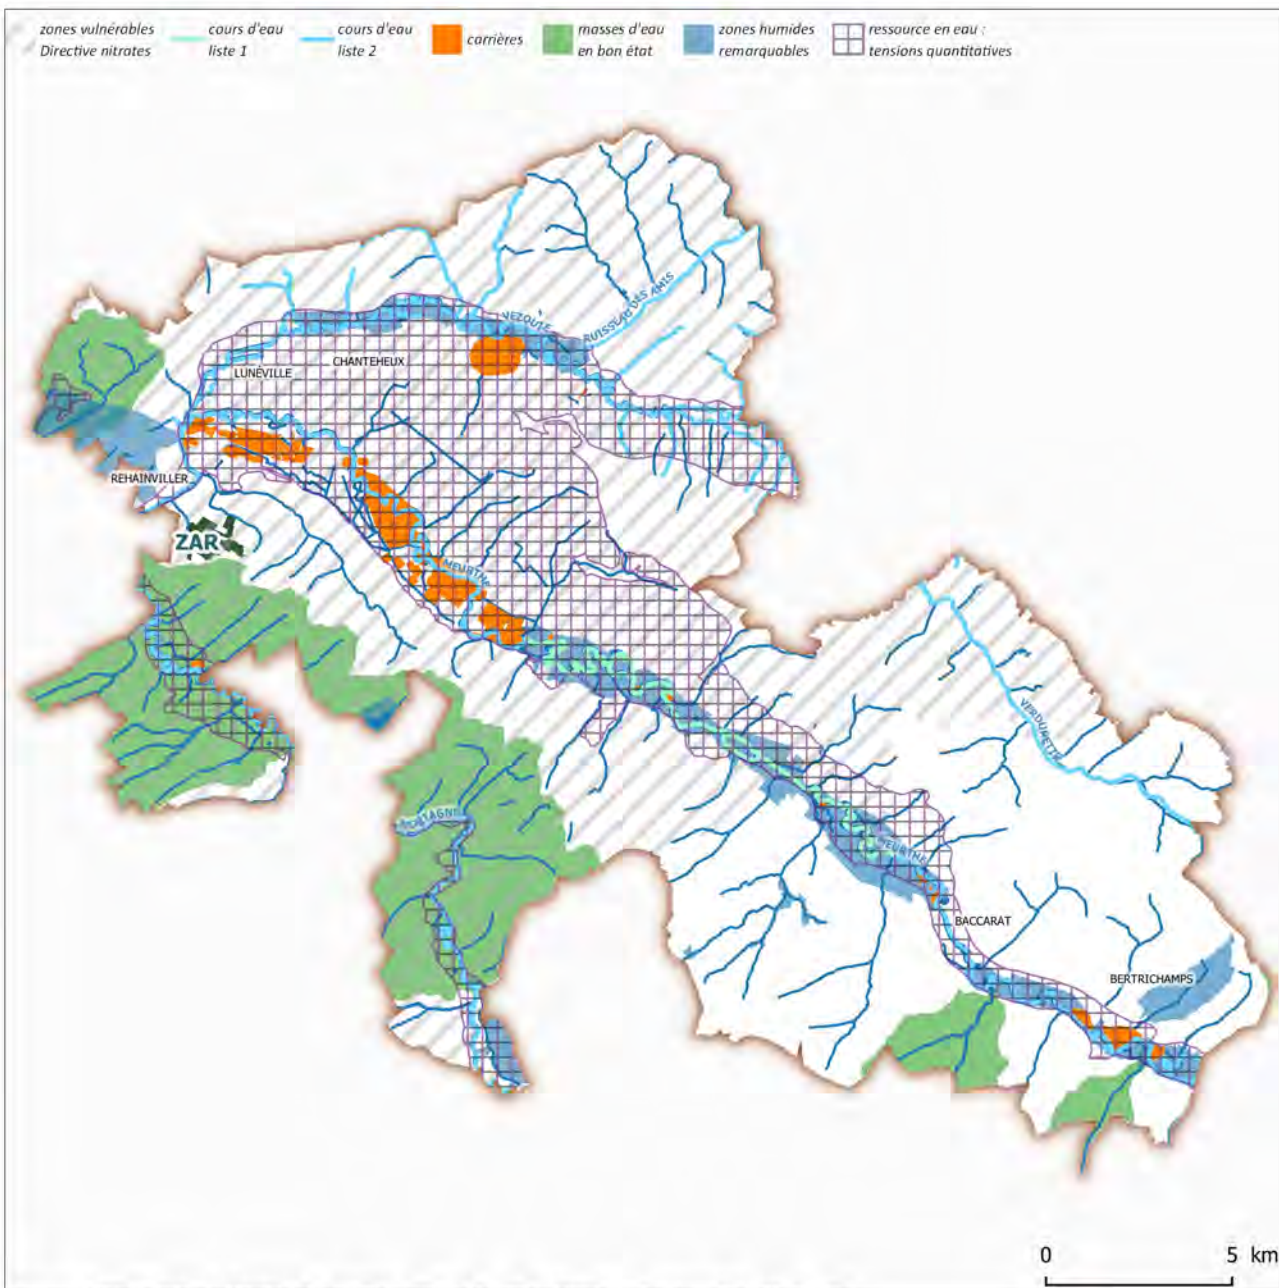 zones vulnérables
Directive nitrates
cours d'eau
liste 1
cours d'eau
liste 2
carrières
masses d'eau
en bon état
zones humides
remarquables
ressource en eau :
tensions quantitatives
RUISSEAU DES AMIS
VEZOUZE
CHANTEHEUX
LUNÉVILLE
REHAINVILLER
ZAR
MEURTHE
VERDURETTE
MORTAGNE
MEURTHE
BACCARAT
BERTRICHAMPS
0 5 km